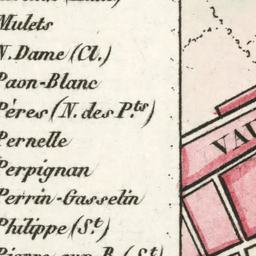 Mulets
N. Dame (Cl.)
Paon-Blanc
Pères (N. des P.ts)
Pernelle
Perpignan
Perrin-Gasselin
Philippe (St)
VAU